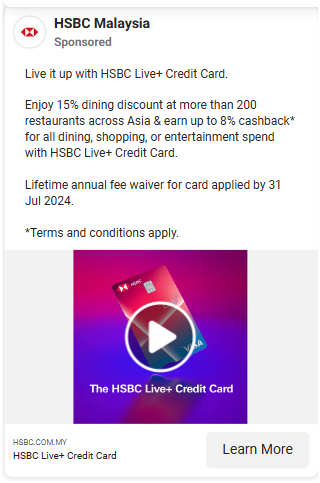 HSBC Malaysia
Sponsored
Live it up with HSBC Live+ Credit Card.
Enjoy 15% dining discount at more than 200
restaurants across Asia & earn up to 8% cashback*
for all dining, shopping, or entertainment spend
with HSBC Live+ Credit Card.
Lifetime annual fee waiver for card applied by 31
Jul 2024.
*Terms and conditions apply.
HSBC
VISA
The HSBC Live+ Credit Card
HSBC.COM.MY
HSBC Live+ Credit Card
Learn More